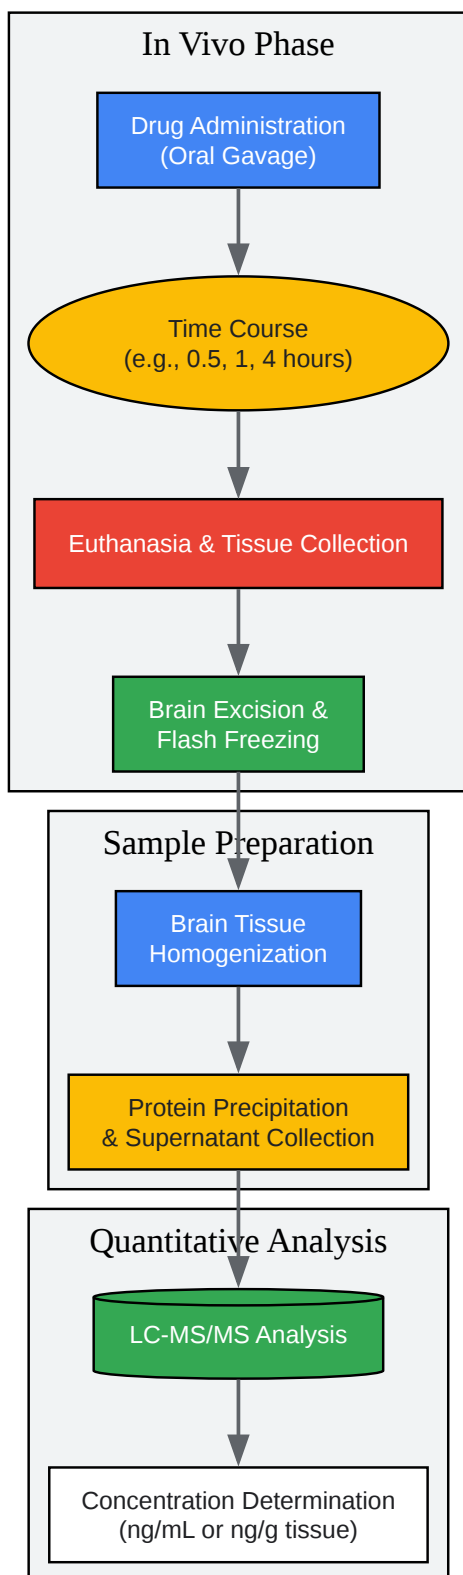 In Vivo Phase
Drug Administration
(Oral Gavage)
Time Course
(e.g., 0.5, 1, 4 hours)
Euthanasia & Tissue Collection
Brain Excision &
Flash Freezing
Sample Preparation
Brain Tissue
Homogenization
Protein Precipitation
& Supernatant Collection
Quantitative Analysis
LC-MS/MS Analysis
Concentration Determination
(ng/mL or ng/g tissue)